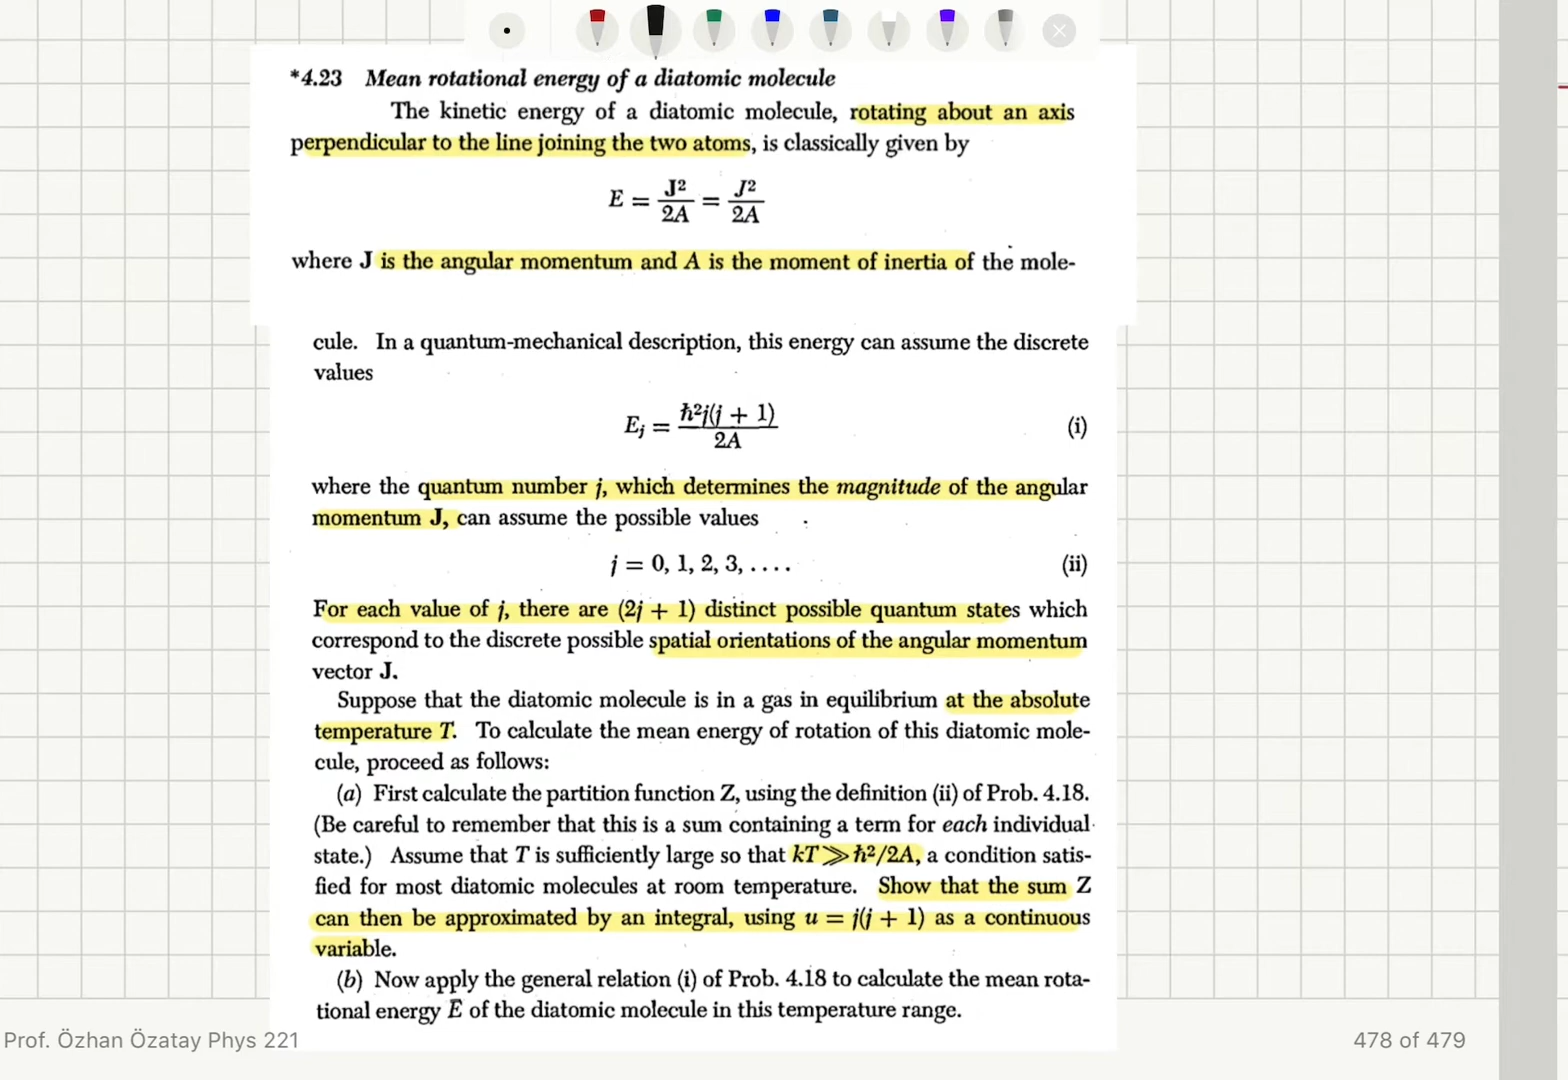 *4.23 Mean rotational energy of a diatomic molecule
The kinetic energy of a diatomic molecule, rotating about an axis
perpendicular to the line joining the two atoms, is classically given by
E = J²/2A = J²/2A
where J is the angular momentum and A is the moment of inertia of the mole-
cule. In a quantum-mechanical description, this energy can assume the discrete
values
Eⱼ = ħ²j(j + 1)/2A (i)
where the quantum number j, which determines the magnitude of the angular
momentum J, can assume the possible values
j = 0, 1, 2, 3, . . . . (ii)
For each value of j, there are (2j + 1) distinct possible quantum states which
correspond to the discrete possible spatial orientations of the angular momentum
vector J.
Suppose that the diatomic molecule is in a gas in equilibrium at the absolute
temperature T. To calculate the mean energy of rotation of this diatomic mole-
cule, proceed as follows:
(a) First calculate the partition function Z, using the definition (ii) of Prob. 4.18.
(Be careful to remember that this is a sum containing a term for each individual
state.) Assume that T is sufficiently large so that kT ≫ ħ²/2A, a condition satis-
fied for most diatomic molecules at room temperature. Show that the sum Z
can then be approximated by an integral, using u = j(j + 1) as a continuous
variable.
(b) Now apply the general relation (i) of Prob. 4.18 to calculate the mean rota-
tional energy E̅ of the diatomic molecule in this temperature range.
Prof. Özhan Özatay Phys 221
478 of 479